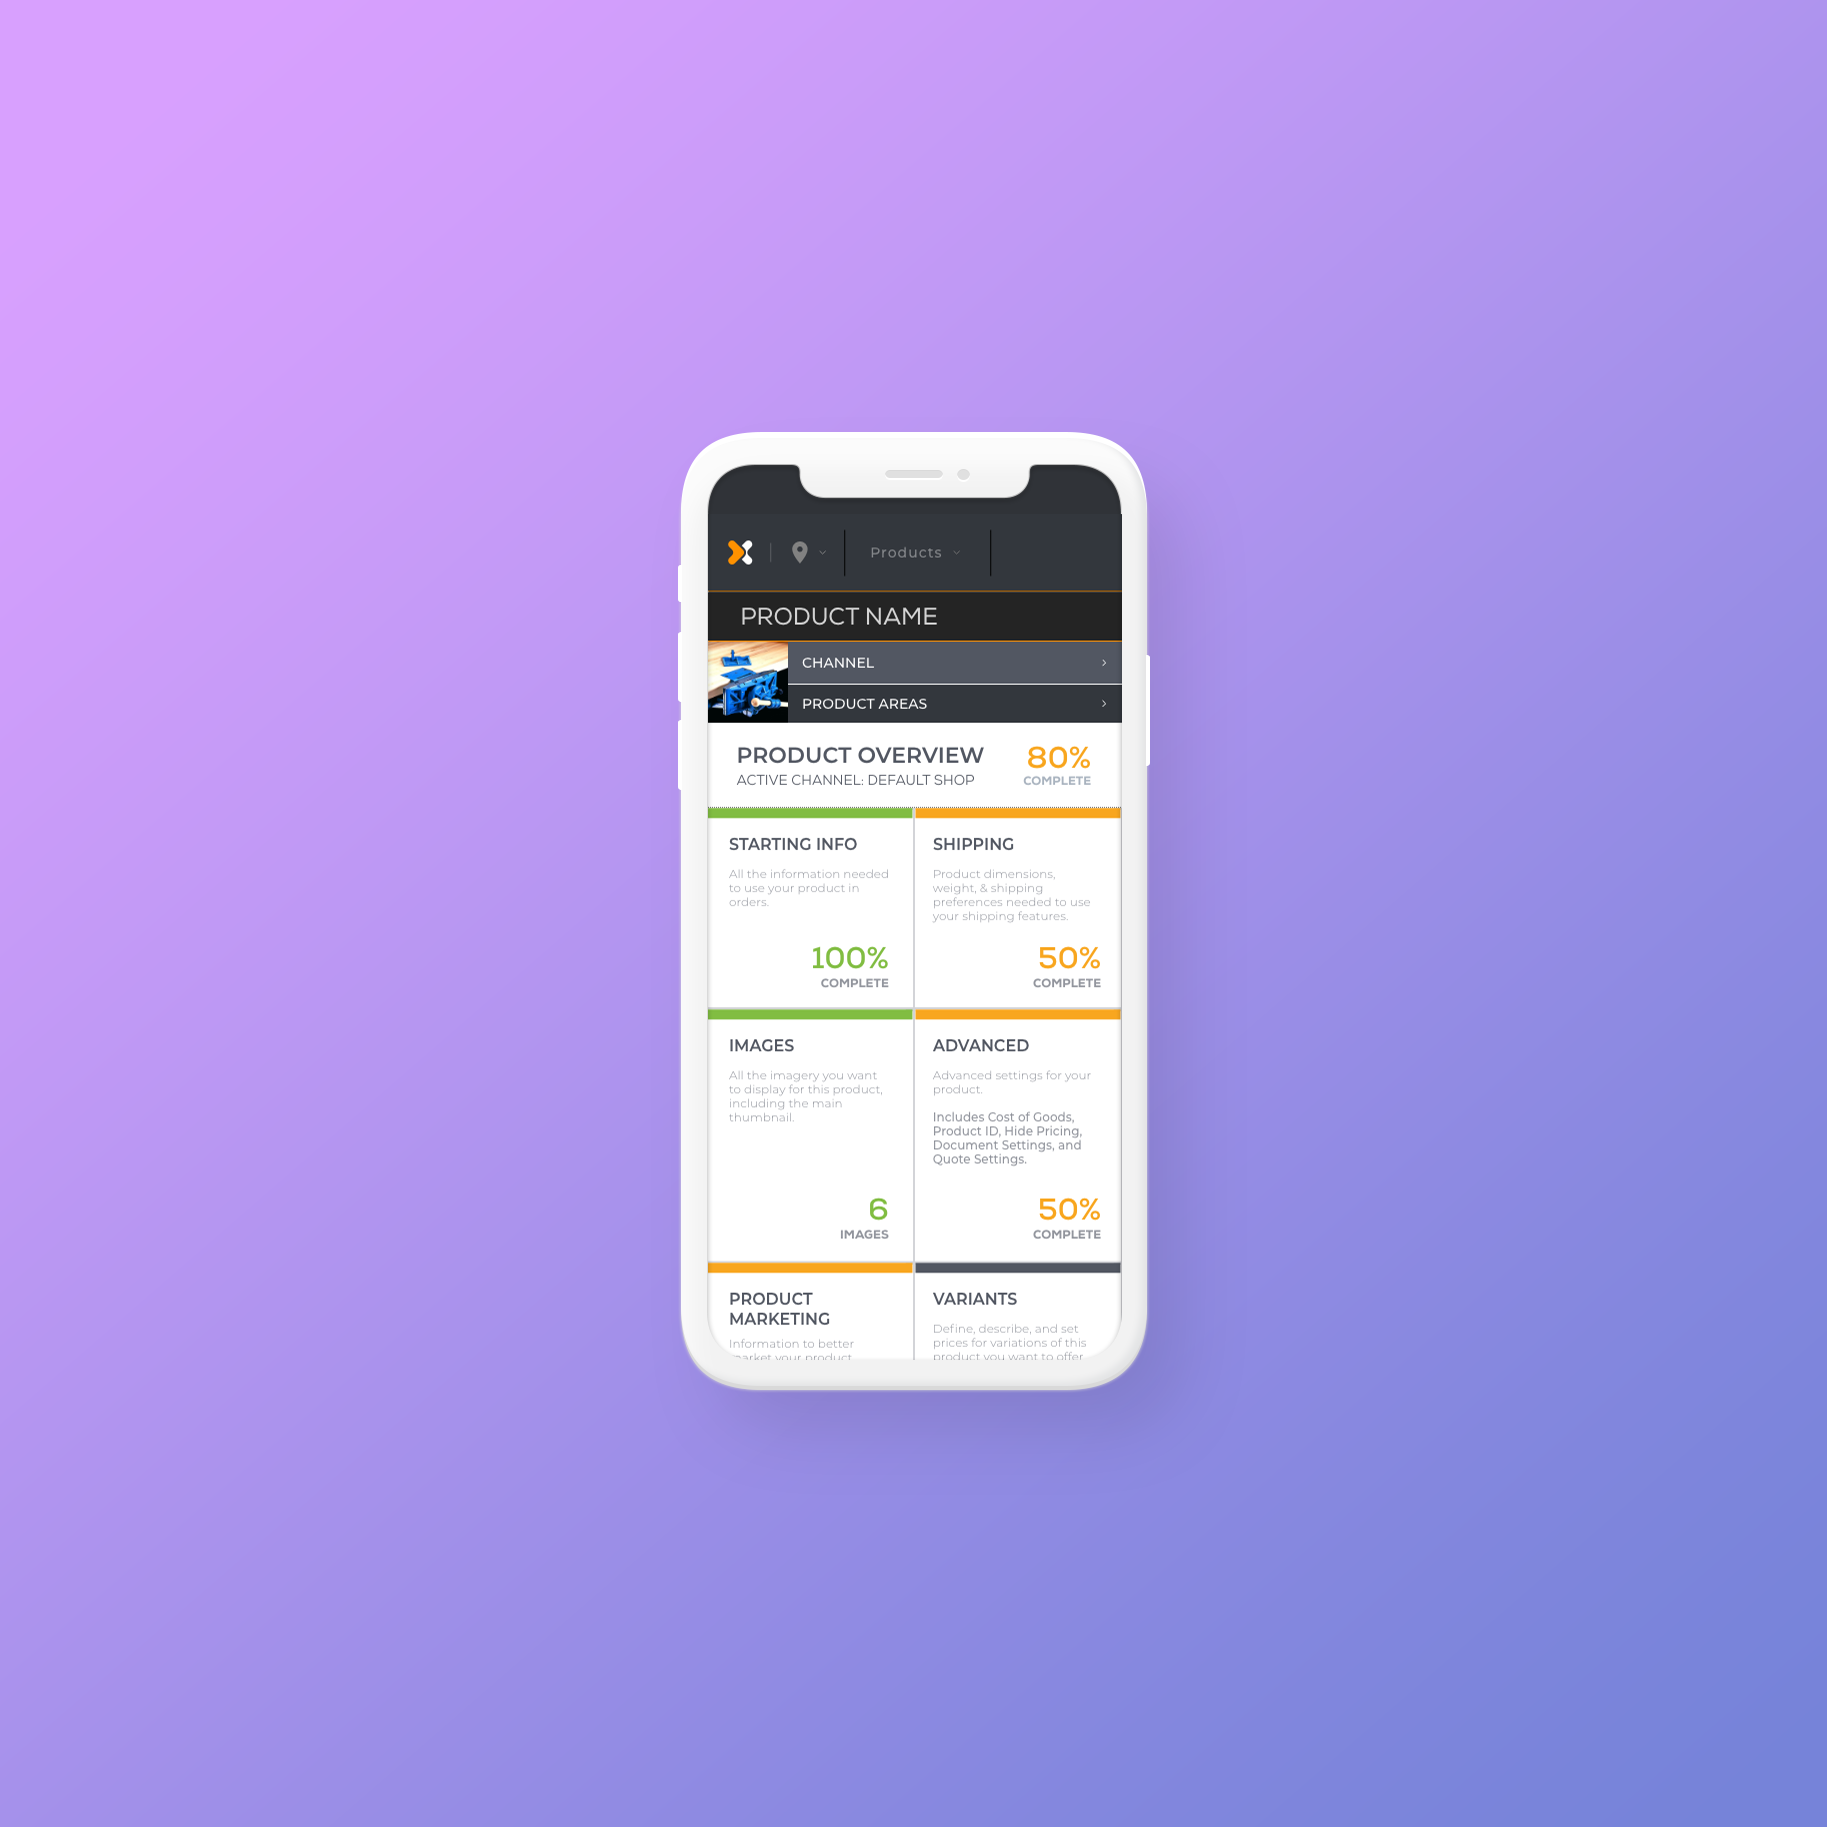 Products
PRODUCT NAME
CHANNEL
PRODUCT AREAS
PRODUCT OVERVIEW
ACTIVE CHANNEL: DEFAULT SHOP
80%
COMPLETE
STARTING INFO
All the information needed
to use your product in
orders.
100%
COMPLETE
SHIPPING
Product dimensions,
weight, & shipping
preferences needed to use
your shipping features.
50%
COMPLETE
IMAGES
All the imagery you want
to display for this product,
including the main
thumbnail.
6
IMAGES
ADVANCED
Advanced settings for your
product.
Includes Cost of Goods,
Product ID, Hide Pricing,
Document Settings, and
Quote Settings.
50%
COMPLETE
PRODUCT
MARKETING
Information to better
market your product
VARIANTS
Define, describe, and set
prices for variations of this
product you want to offer